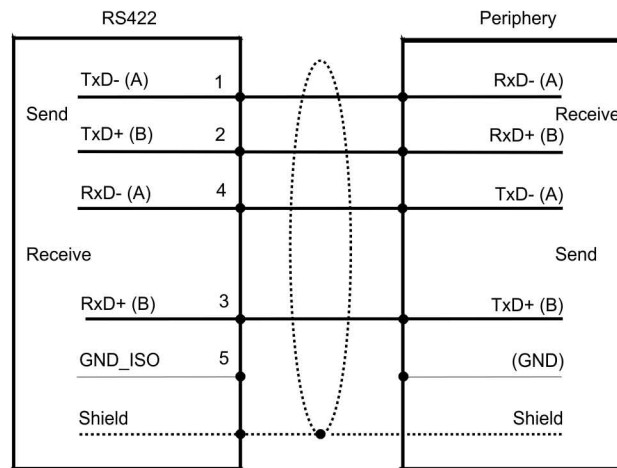 RS422 Periphery
TxD- (A) 1 RxD- (A)
Send Receive
TxD+ (B) 2 RxD+ (B)
RxD- (A) 4 TxD- (A)
Receive Send
RxD+ (B) 3 TxD+ (B)
GND_ISO 5 (GND)
Shield Shield